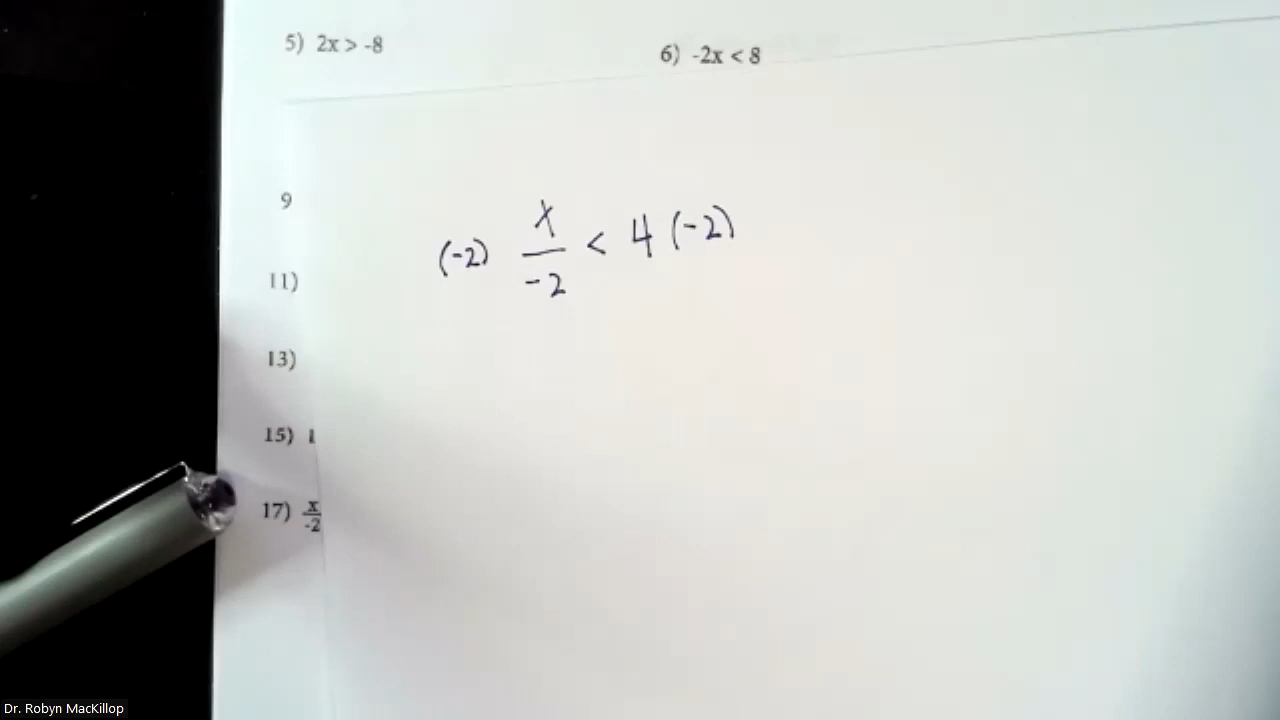 5) 2x > -8
6) -2x < 8
9
(-2) x/-2 < 4 (-2)
11)
13)
15)
17) x/-2
Dr. Robyn MacKillop